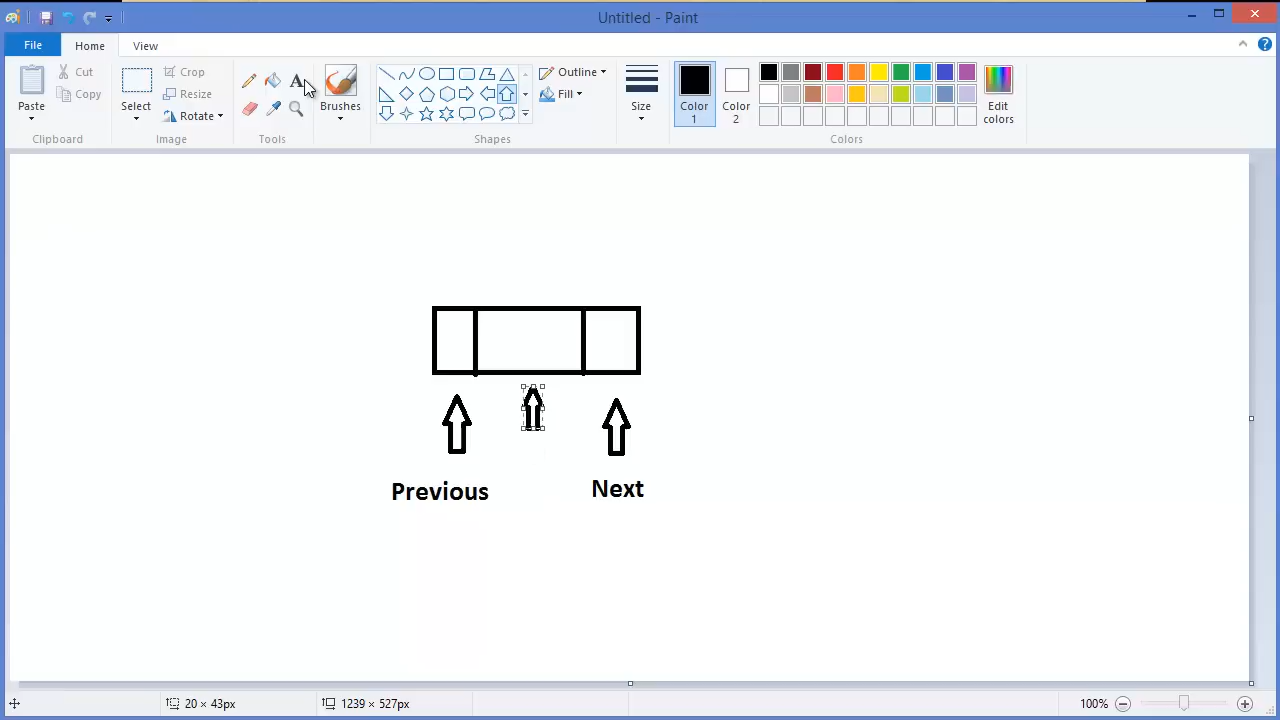 Untitled - Paint
File
Home
View
Paste
Cut
Copy
Clipboard
Select
Crop
Resize
Rotate
Image
A
Tools
Brushes
Shapes
Outline
Fill
Size
Color
1
Color
2
Colors
Edit
colors
Previous
Next
20 × 43px
1239 × 527px
100%